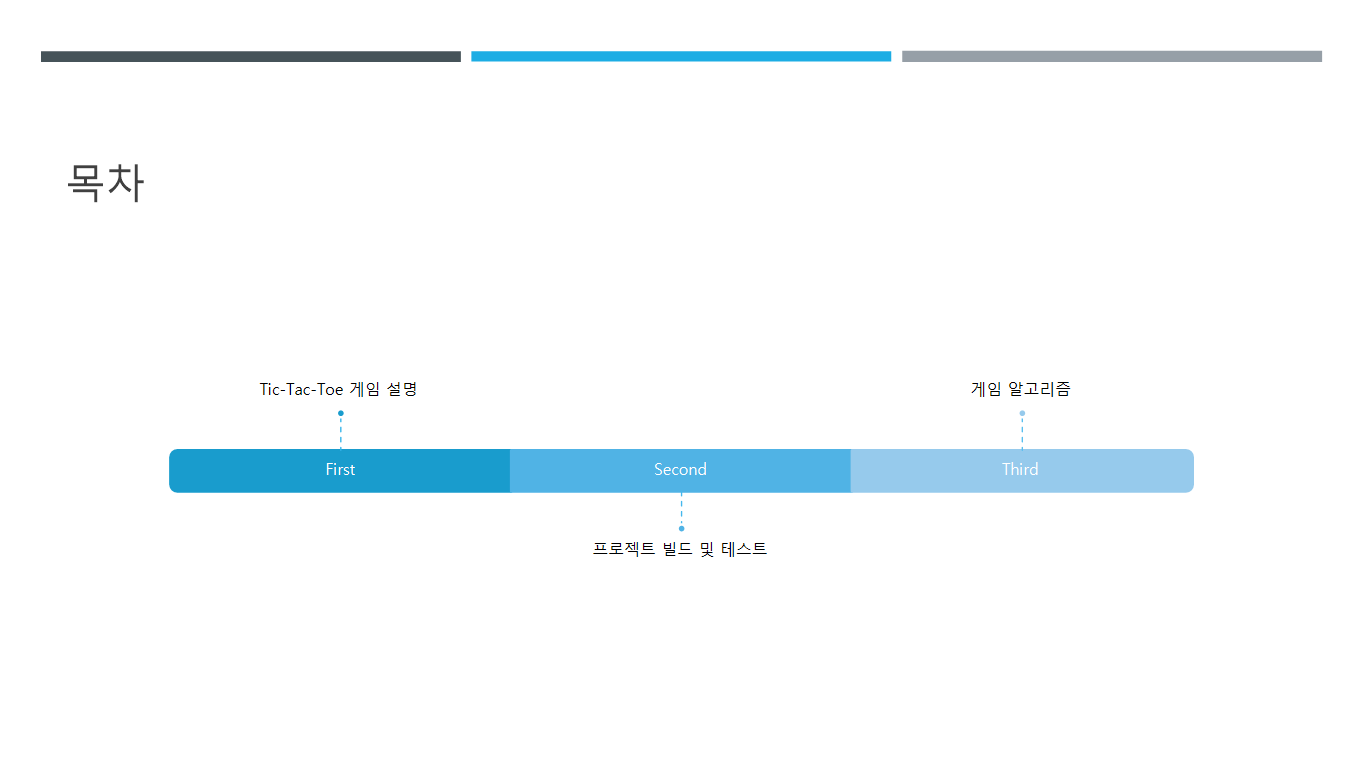 목차
Tic-Tac-Toe 게임 설명
게임 알고리즘
First
Second
Third
프로젝트 빌드 및 테스트